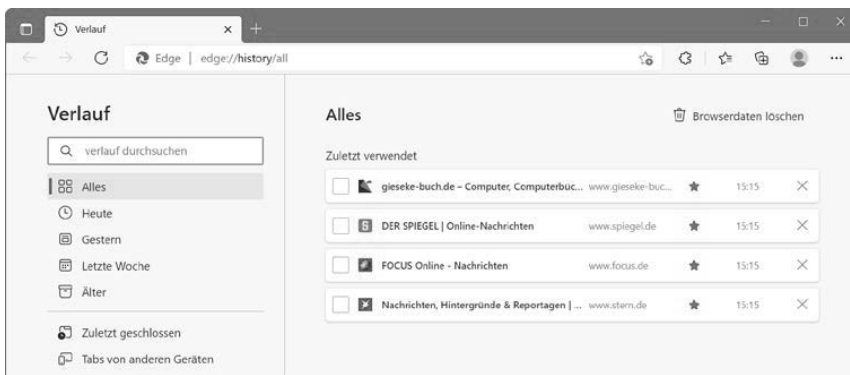 Verlauf
Edge | edge://history/all
Verlauf
verlauf durchsuchen
Alles
Heute
Gestern
Letzte Woche
Älter
Zuletzt geschlossen
Tabs von anderen Geräten
Alles
Browserdaten löschen
Zuletzt verwendet
gieseke-buch.de – Computer, Computerbüc... www.gieseke-buc... 15:15
DER SPIEGEL | Online-Nachrichten www.spiegel.de 15:15
FOCUS Online - Nachrichten www.focus.de 15:15
Nachrichten, Hintergründe & Reportagen | ... www.stern.de 15:15